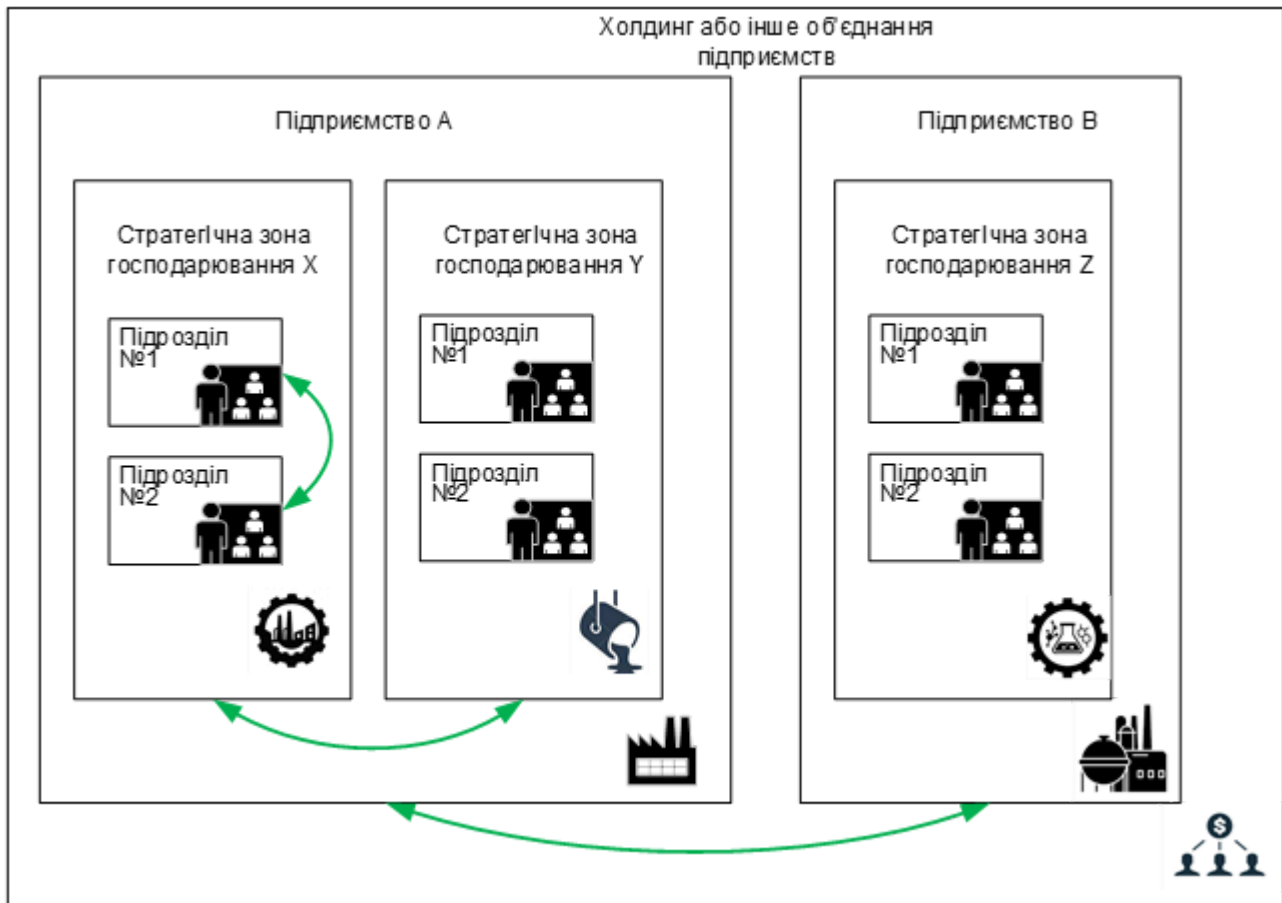 Холдинг або інше об'єднання
підприємств
Підприємство А
Підприємство В
Стратегічна зона
господарювання X
Стратегічна зона
господарювання Y
Стратегічна зона
господарювання Z
Підрозділ
№1
Підрозділ
№1
Підрозділ
№1
Підрозділ
№2
Підрозділ
№2
Підрозділ
№2
$